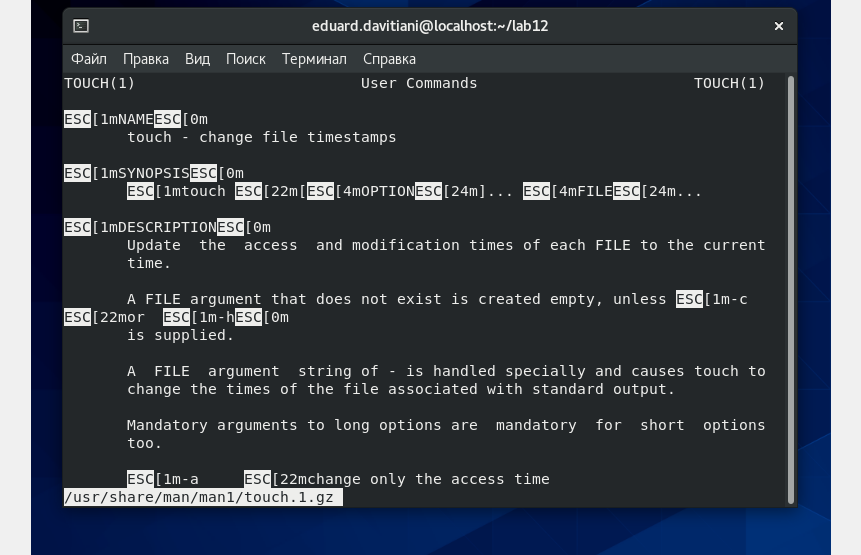 eduard.davitiani@localhost:~/lab12
Файл Правка Вид Поиск Терминал Справка
TOUCH(1) User Commands TOUCH(1)
ESC[1mNAMEESC[0m
touch - change file timestamps
ESC[1mSYNOPSISESC[0m
ESC[1mtouch ESC[22m[ESC[4mOPTIONESC[24m]... ESC[4mFILEESC[24m...
ESC[1mDESCRIPTIONESC[0m
Update the access and modification times of each FILE to the current
time.
A FILE argument that does not exist is created empty, unless ESC[1m-c
ESC[22mor ESC[1m-hESC[0m
is supplied.
A FILE argument string of - is handled specially and causes touch to
change the times of the file associated with standard output.
Mandatory arguments to long options are mandatory for short options
too.
ESC[1m-a ESC[22mchange only the access time
/usr/share/man/man1/touch.1.gz